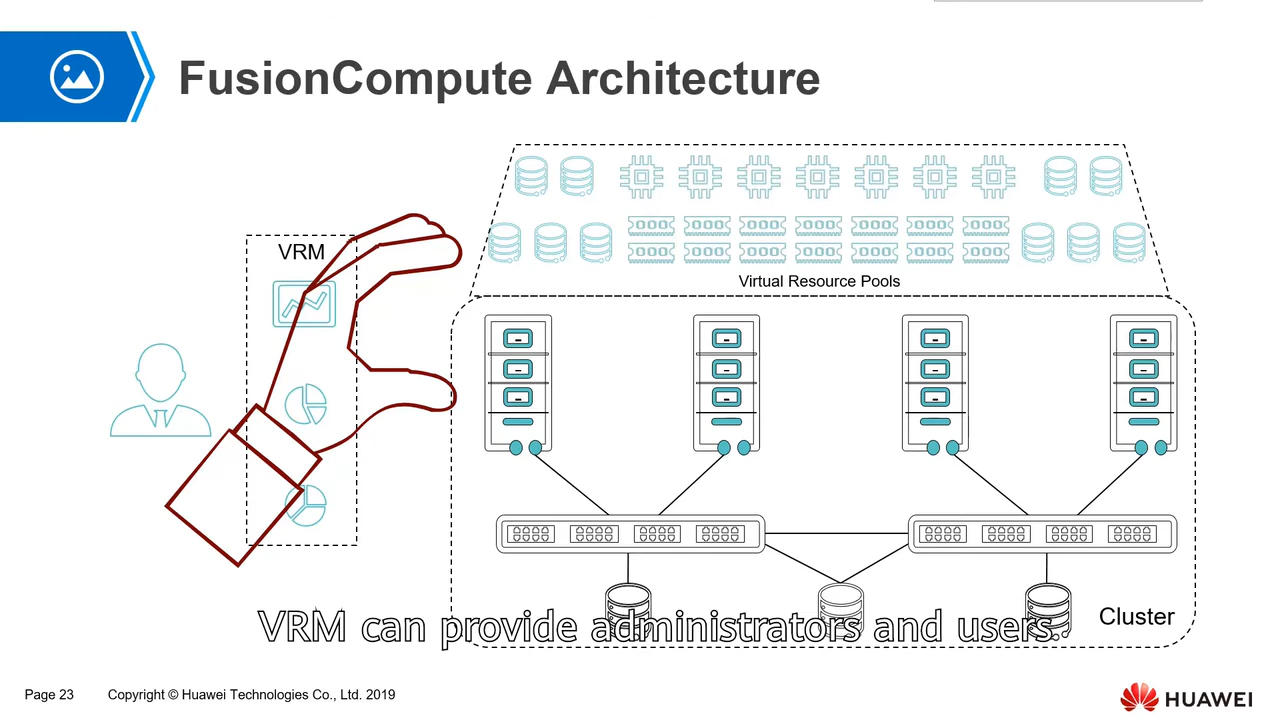 FusionCompute Architecture
VRM
Virtual Resource Pools
Cluster
VRM can provide administrators and users
Page 23
Copyright © Huawei Technologies Co., Ltd. 2019
HUAWEI